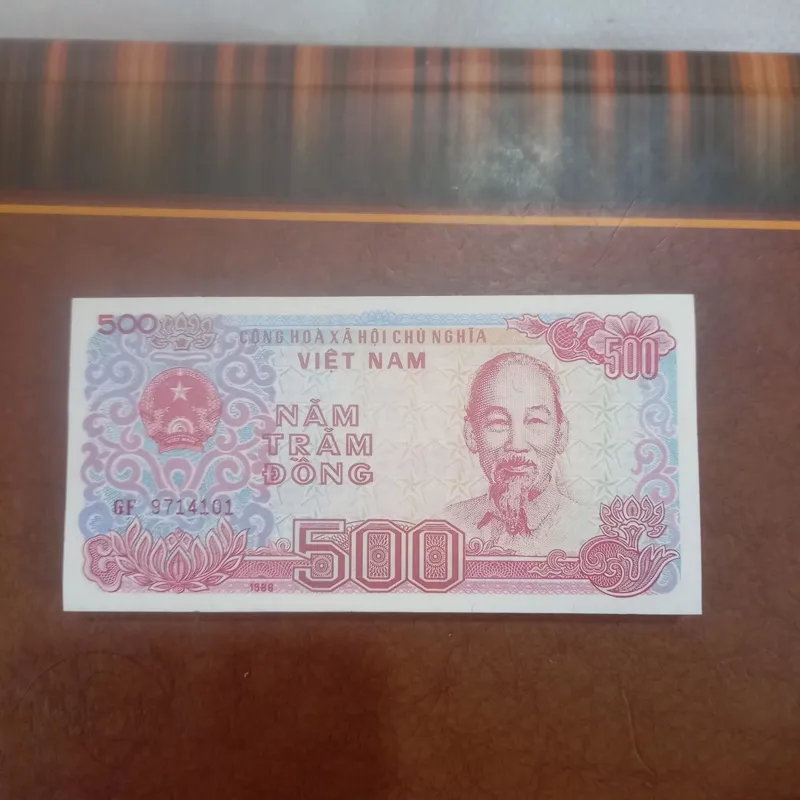 500
CỘNG HOÀ XÃ HỘI CHỦ NGHĨA
VIỆT NAM
500
NĂM
TRĂM
ĐỒNG
GF 9714101
500
1988